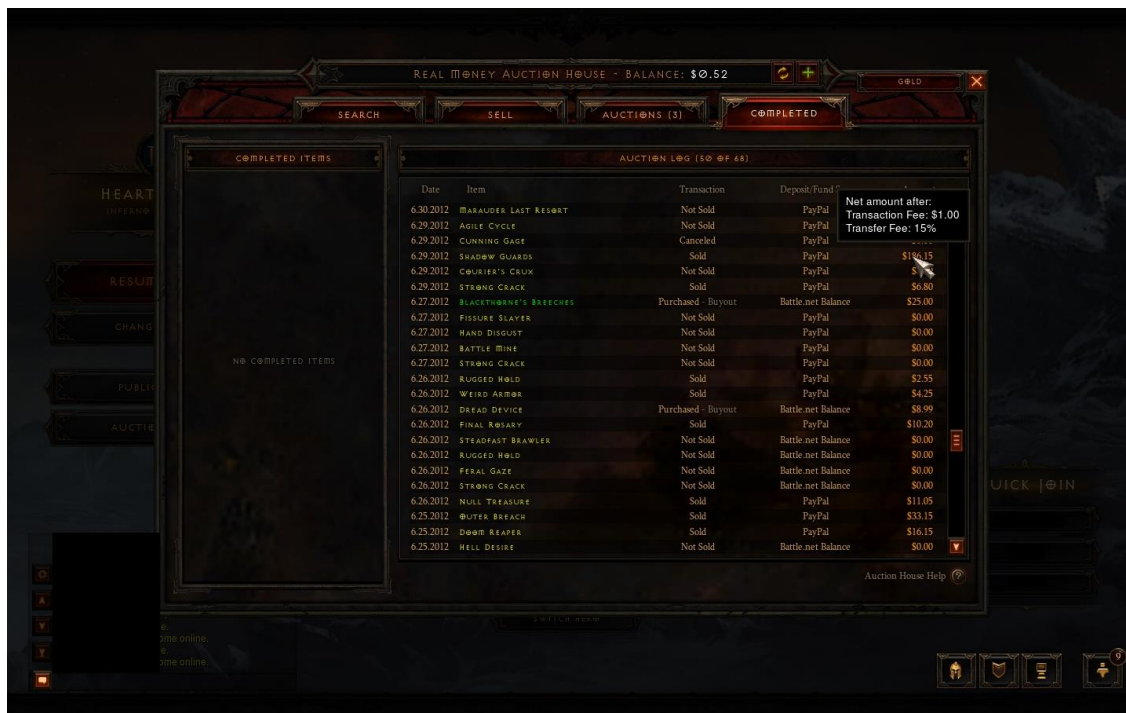 REAL MONEY AUCTION HOUSE - BALANCE: $0.52
GOLD
SEARCH SELL AUCTIONS (3) COMPLETED
COMPLETED ITEMS
AUCTION LOG (50 OF 68)
HEART
INFERNO
Date Item Transaction Deposit/Fund
Net amount after:
Transaction Fee: $1.00
Transfer Fee: 15%
6.30.2012 MARAUDER LAST RESORT Not Sold PayPal
6.29.2012 AGILE CYCLE Not Sold PayPal
6.29.2012 CUNNING GAGE Canceled PayPal
6.29.2012 SHADOW GUARDS Sold PayPal
6.29.2012 COURIER'S CRUX Not Sold PayPal
6.29.2012 STRONG CRACK Sold PayPal $6.80
6.27.2012 BLACKTHORNE'S BREECHES Purchased - Buyout Battle.net Balance $25.00
6.27.2012 FISSURE SLAYER Not Sold PayPal $0.00
6.27.2012 HAND DISGUST Not Sold PayPal $0.00
6.27.2012 BATTLE MINE Not Sold PayPal $0.00
6.27.2012 STRONG CRACK Not Sold PayPal $0.00
6.26.2012 RUGGED HOLD Sold PayPal $2.55
6.26.2012 WEIRD ARMOR Sold PayPal $4.25
6.26.2012 DREAD DEVICE Purchased - Buyout Battle.net Balance $8.99
6.26.2012 FINAL ROSARY Sold PayPal $10.20
6.26.2012 STEADFAST BRAWLER Not Sold Battle.net Balance $0.00
6.26.2012 RUGGED HOLD Not Sold Battle.net Balance $0.00
6.26.2012 FERAL GAZE Not Sold Battle.net Balance $0.00
6.26.2012 STRONG CRACK Not Sold Battle.net Balance $0.00
6.26.2012 NULL TREASURE Sold PayPal $11.05
6.25.2012 OUTER BREACH Sold PayPal $33.15
6.25.2012 DOOM REAPER Sold PayPal $16.15
6.25.2012 HELL DESIRE Not Sold Battle.net Balance $0.00
NO COMPLETED ITEMS
RESUM
CHANG
PUBLI
AUCTIO
UICK JOIN
Auction House Help ?
SWITCH HERO
e.
ome online.
e.
ome online.
9